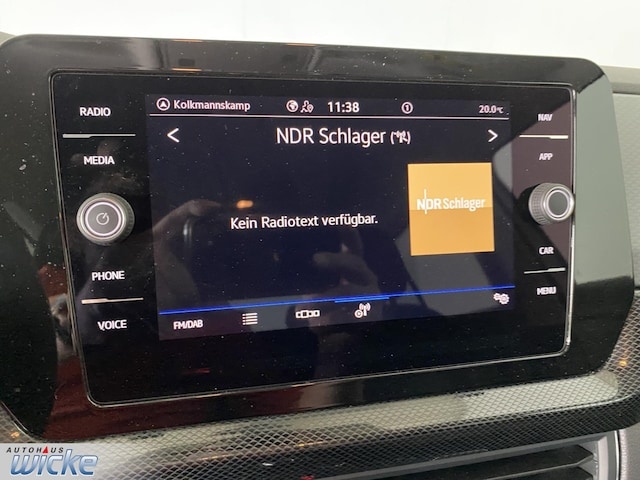 Kolkmannskamp 11:38 1 20.0°C
RADIO
MEDIA
PHONE
VOICE
NDR Schlager
NDR Schlager
Kein Radiotext verfügbar.
FM/DAB
NAV
APP
CAR
MENU
AUTOHAUS
WICKE